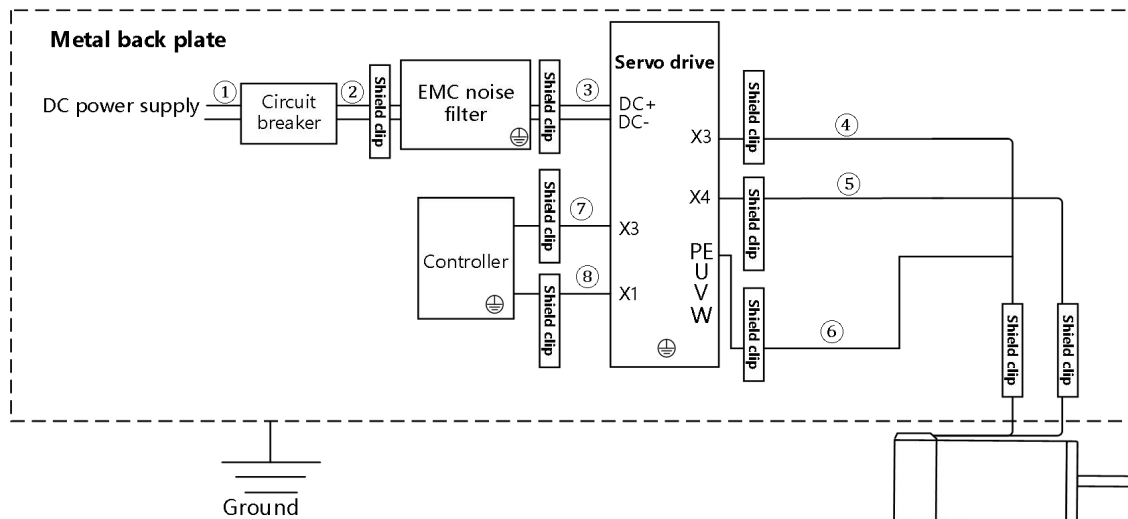 Metal back plate
DC power supply
①
Circuit
breaker
②
Shield clip
EMC noise
filter
Shield clip
③
Servo drive
DC+
DC-
X3
Shield clip
④
X4
Shield clip
⑤
Controller
Shield clip
⑦
X3
Shield clip
⑧
X1
PE
U
V
W
Shield clip
⑥
Shield clip
Shield clip
Ground